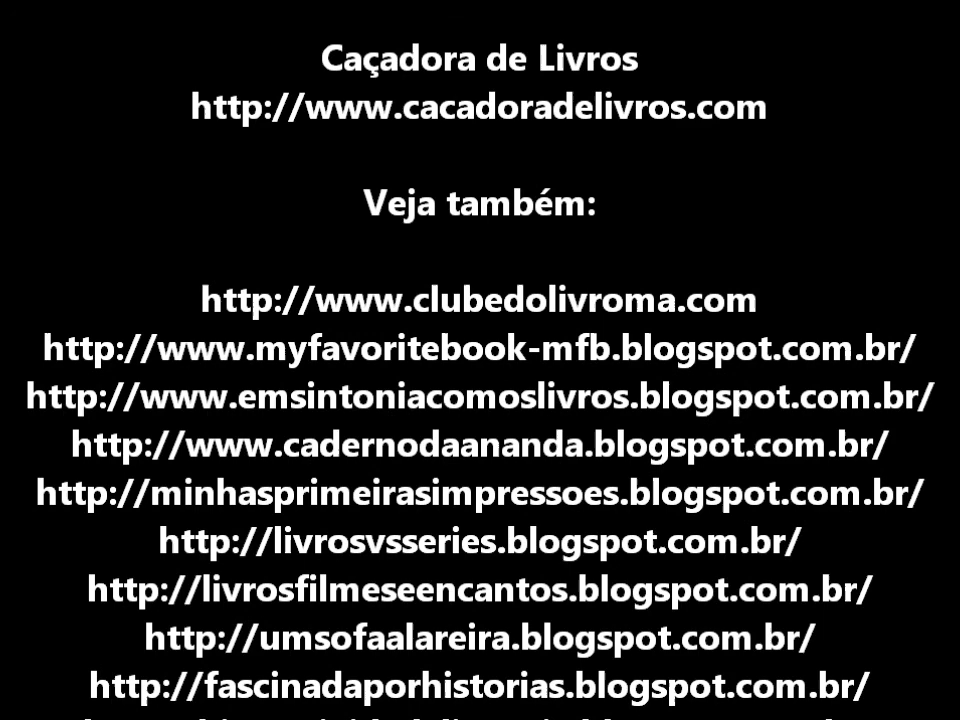 Caçadora de Livros
http://www.cacadoradelivros.com
Veja também:
http://www.clubedolivroma.com
http://www.myfavoritebook-mfb.blogspot.com.br/
http://www.emsintoniacomoslivros.blogspot.com.br/
http://www.cadernodaananda.blogspot.com.br/
http://minhasprimeirasimpressoes.blogspot.com.br/
http://livrosvsseries.blogspot.com.br/
http://livrosfilmeseencantos.blogspot.com.br/
http://umsofaalareira.blogspot.com.br/
http://fascinadaporhistorias.blogspot.com.br/